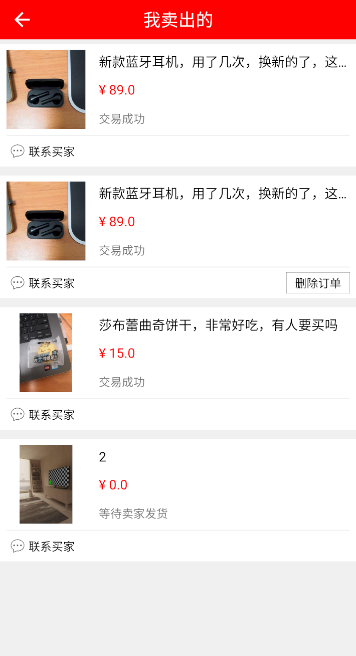 我卖出的
新款蓝牙耳机，用了几次，换新的了，这...
¥ 89.0
交易成功
联系买家
新款蓝牙耳机，用了几次，换新的了，这...
¥ 89.0
交易成功
联系买家
删除订单
莎布蕾曲奇饼干，非常好吃，有人要买吗
¥ 15.0
交易成功
联系买家
2
¥ 0.0
等待卖家发货
联系买家